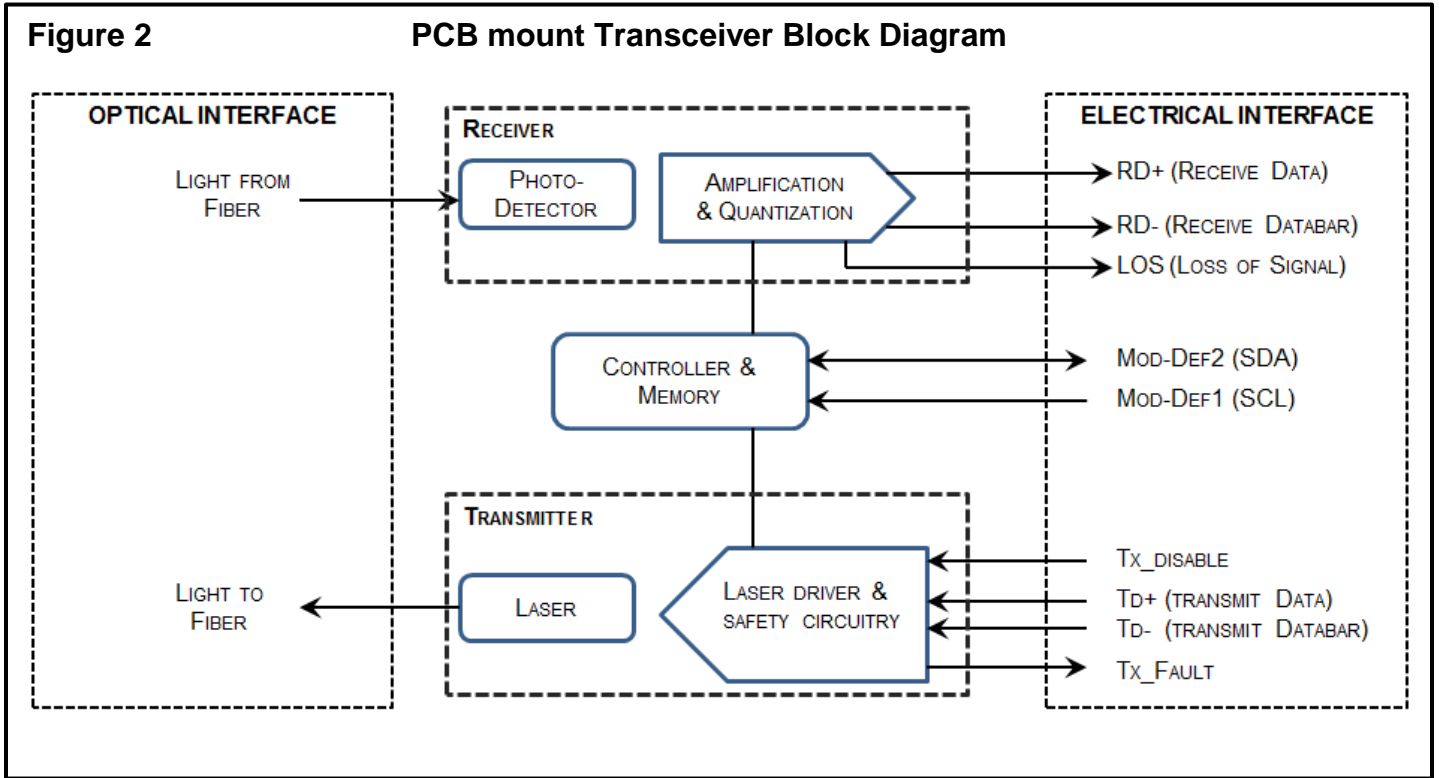 Figure 2 PCB mount Transceiver Block Diagram
OPTICAL INTERFACE
LIGHT FROM
FIBER
LIGHT TO
FIBER
RECEIVER
PHOTO-
DETECTOR
AMPLIFICATION
& QUANTIZATION
CONTROLLER &
MEMORY
TRANSMITTER
LASER
LASER DRIVER &
SAFETY CIRCUITRY
ELECTRICAL INTERFACE
RD+ (RECEIVE DATA)
RD- (RECEIVE DATABAR)
LOS (LOSS OF SIGNAL)
MOD-DEF2 (SDA)
MOD-DEF1 (SCL)
TX_DISABLE
TD+ (TRANSMIT DATA)
TD- (TRANSMIT DATABAR)
TX_FAULT